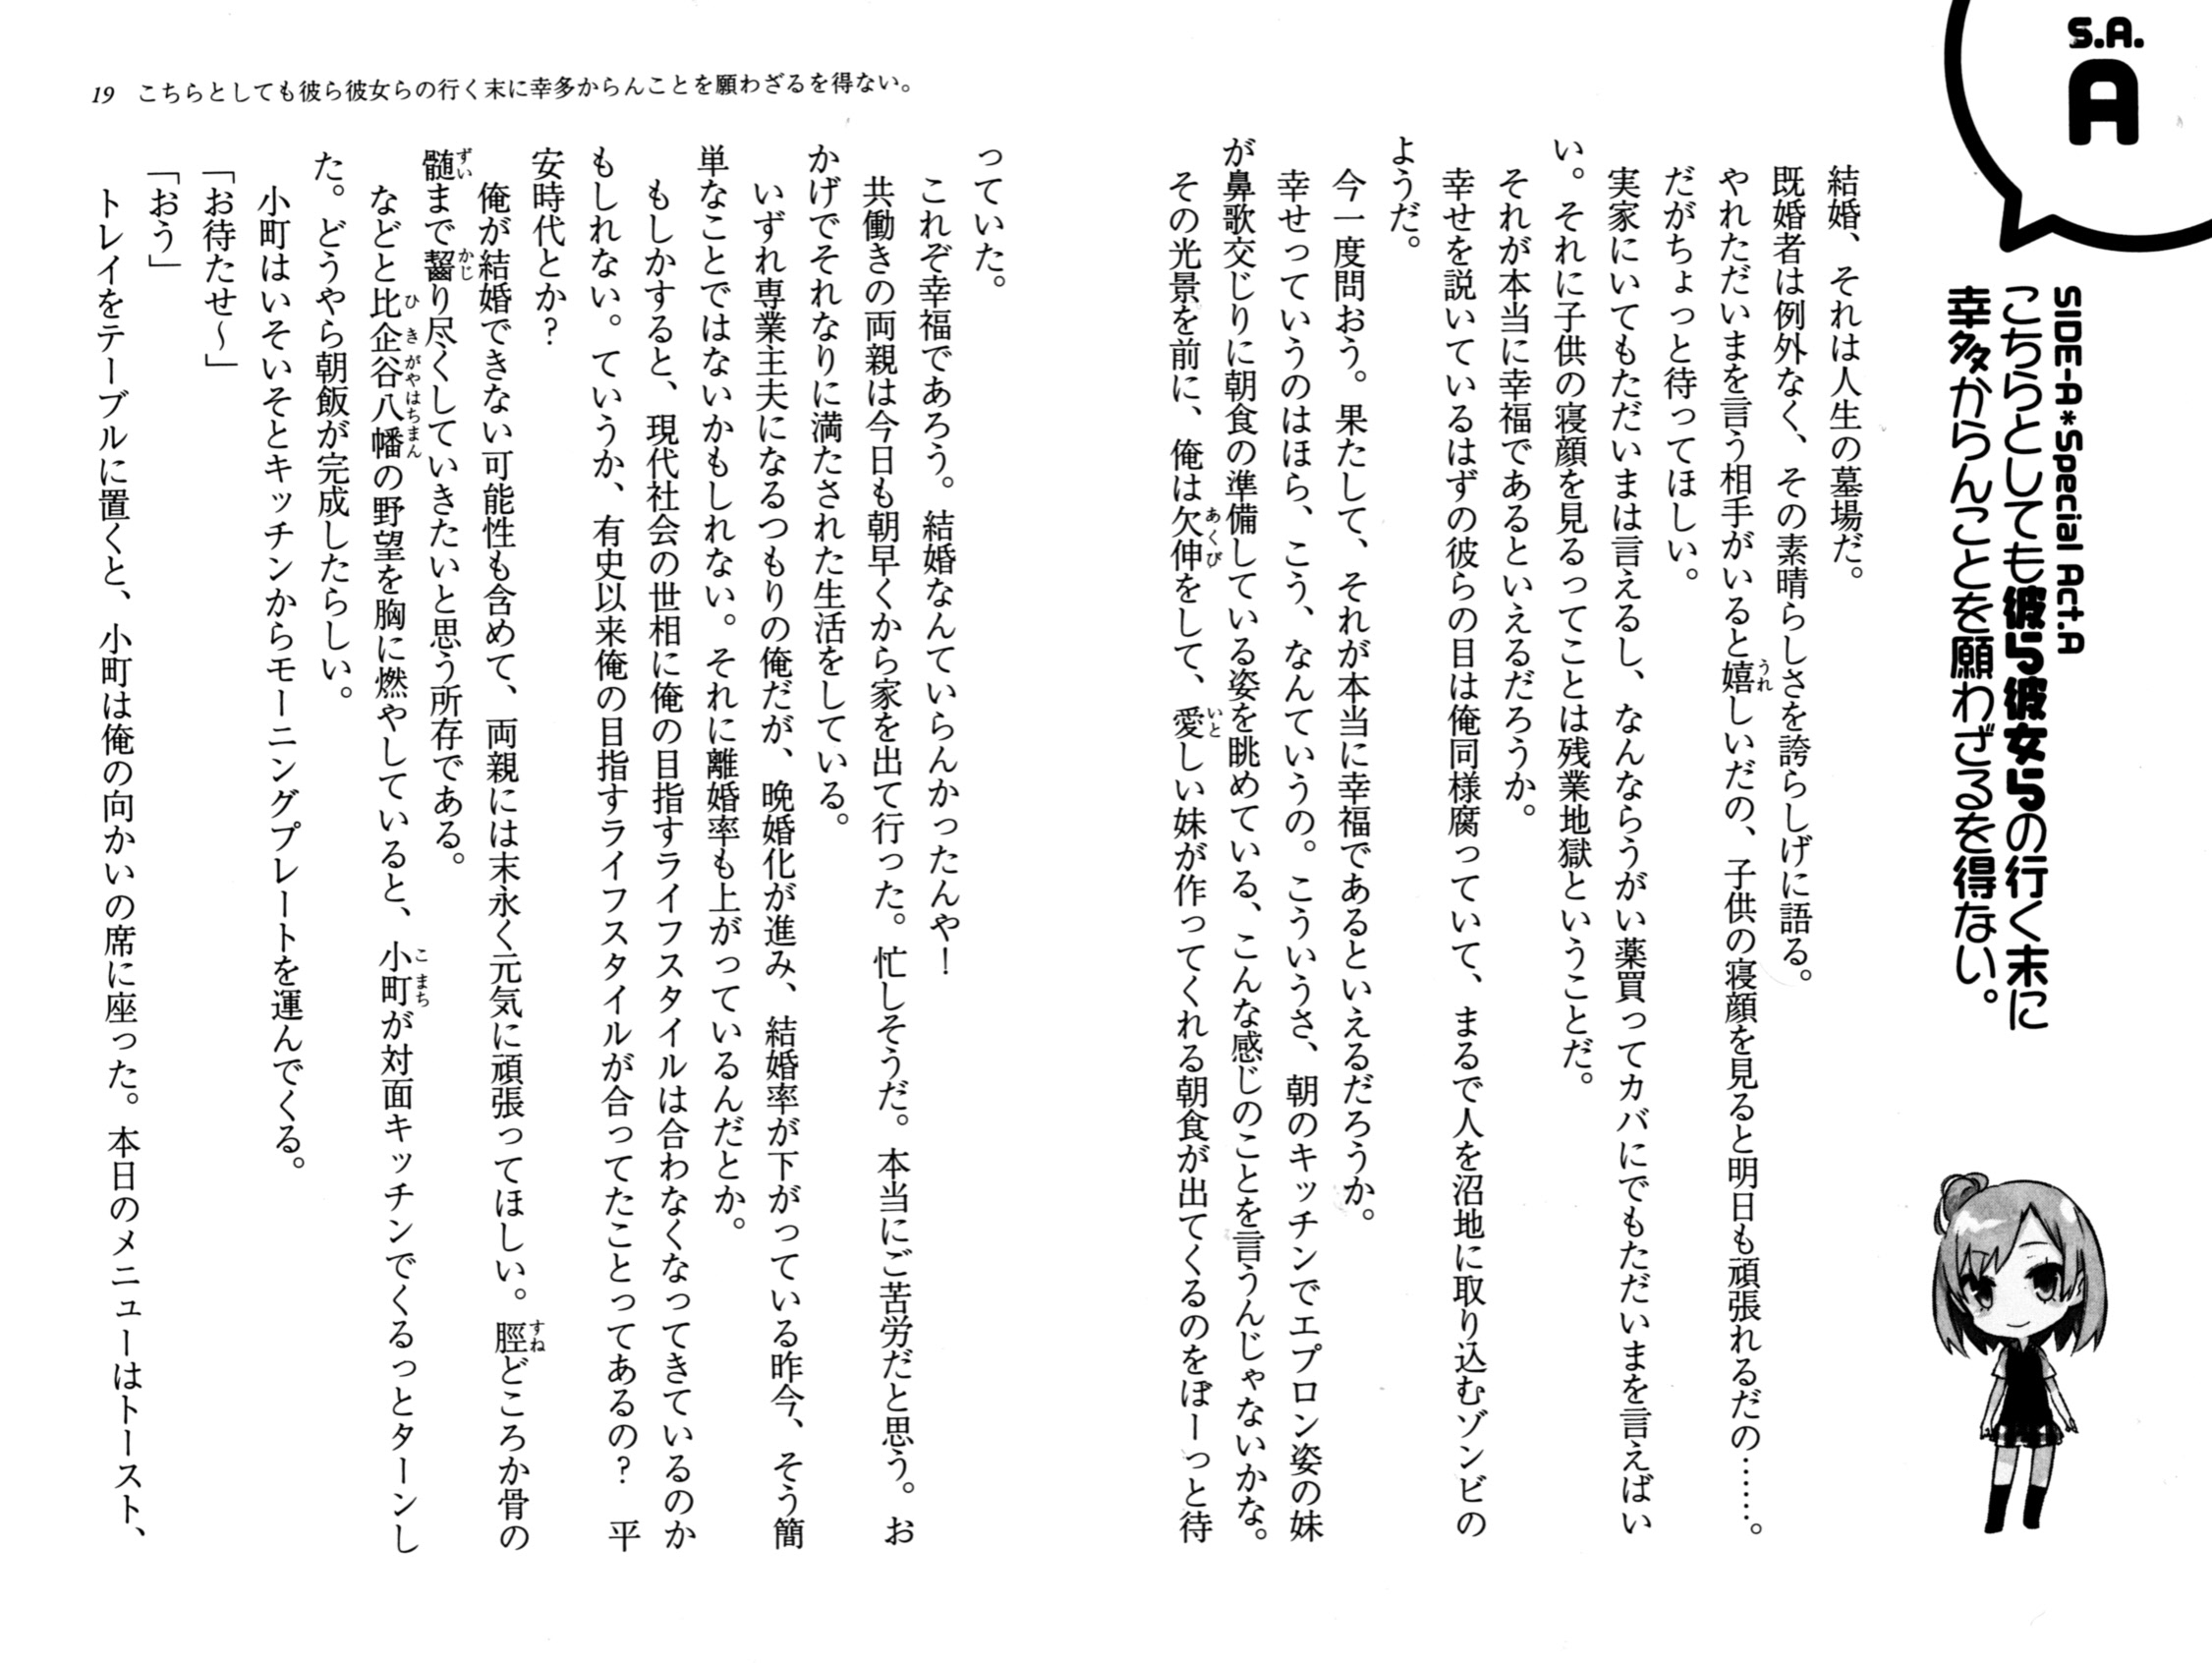 S.A.
A
SIDE-A*Special Act.A
こちらとしても彼ら彼女らの行く末に
幸多からんことを願わざるを得ない。
結婚、それは人生の墓場だ。
既婚者は例外なく、その素晴らしさを誇らしげに語る。
やれただいまを言う相手がいると嬉しいだの、子供の寝顔を見ると明日も頑張れるだの……。
うれ
だがちょっと待ってほしい。
実家にいてもただいまは言えるし、なんならうがい薬買ってカバにでもただいまを言えばい
い。それに子供の寝顔を見るってことは残業地獄ということだ。
それが本当に幸福であるといえるだろうか。
幸せを説いているはずの彼らの目は俺同様腐っていて、まるで人を沼地に取り込むゾンビの
ようだ。
今一度問おう。果たして、それが本当に幸福であるといえるだろうか。
幸せっていうのはほら、こう、なんていうの。こういうさ、朝のキッチンでエプロン姿の妹
が鼻歌交じりに朝食の準備している姿を眺めている、こんな感じのことを言うんじゃないかな。
その光景を前に、俺は欠伸をして、愛しい妹が作ってくれる朝食が出てくるのをぼーっと待
あくび
いと
19 こちらとしても彼ら彼女らの行く末に幸多からんことを願わざるを得ない。
っていた。
これぞ幸福であろう。結婚なんていらんかったんや!
共働きの両親は今日も朝早くから家を出て行った。忙しそうだ。本当にご苦労だと思う。お
かげでそれなりに満たされた生活をしている。
いずれ専業主夫になるつもりの俺だが、晩婚化が進み、結婚率が下がっている昨今、そう簡
単なことではないかもしれない。それに離婚率も上がっているんだとか。
もしかすると、現代社会の世相に俺の目指すライフスタイルは合わなくなってきているのか
もしれない。ていうか、有史以来俺の目指すライフスタイルが合ってたことってあるの? 平
安時代とか?
俺が結婚できない可能性も含めて、両親には末永く元気に頑張ってほしい。脛どころか骨の
すね
髄まで齧り尽くしていきたいと思う所存である。
ずい
かじ
などと比企谷八幡の野望を胸に燃やしていると、小町が対面キッチンでくるっとターンし
ひきがやはちまん
こまち
た。どうやら朝飯が完成したらしい。
小町はいそいそとキッチンからモーニングプレートを運んでくる。
「お待たせ～」
「おう」
トレイをテーブルに置くと、小町は俺の向かいの席に座った。本日のメニューはトースト、